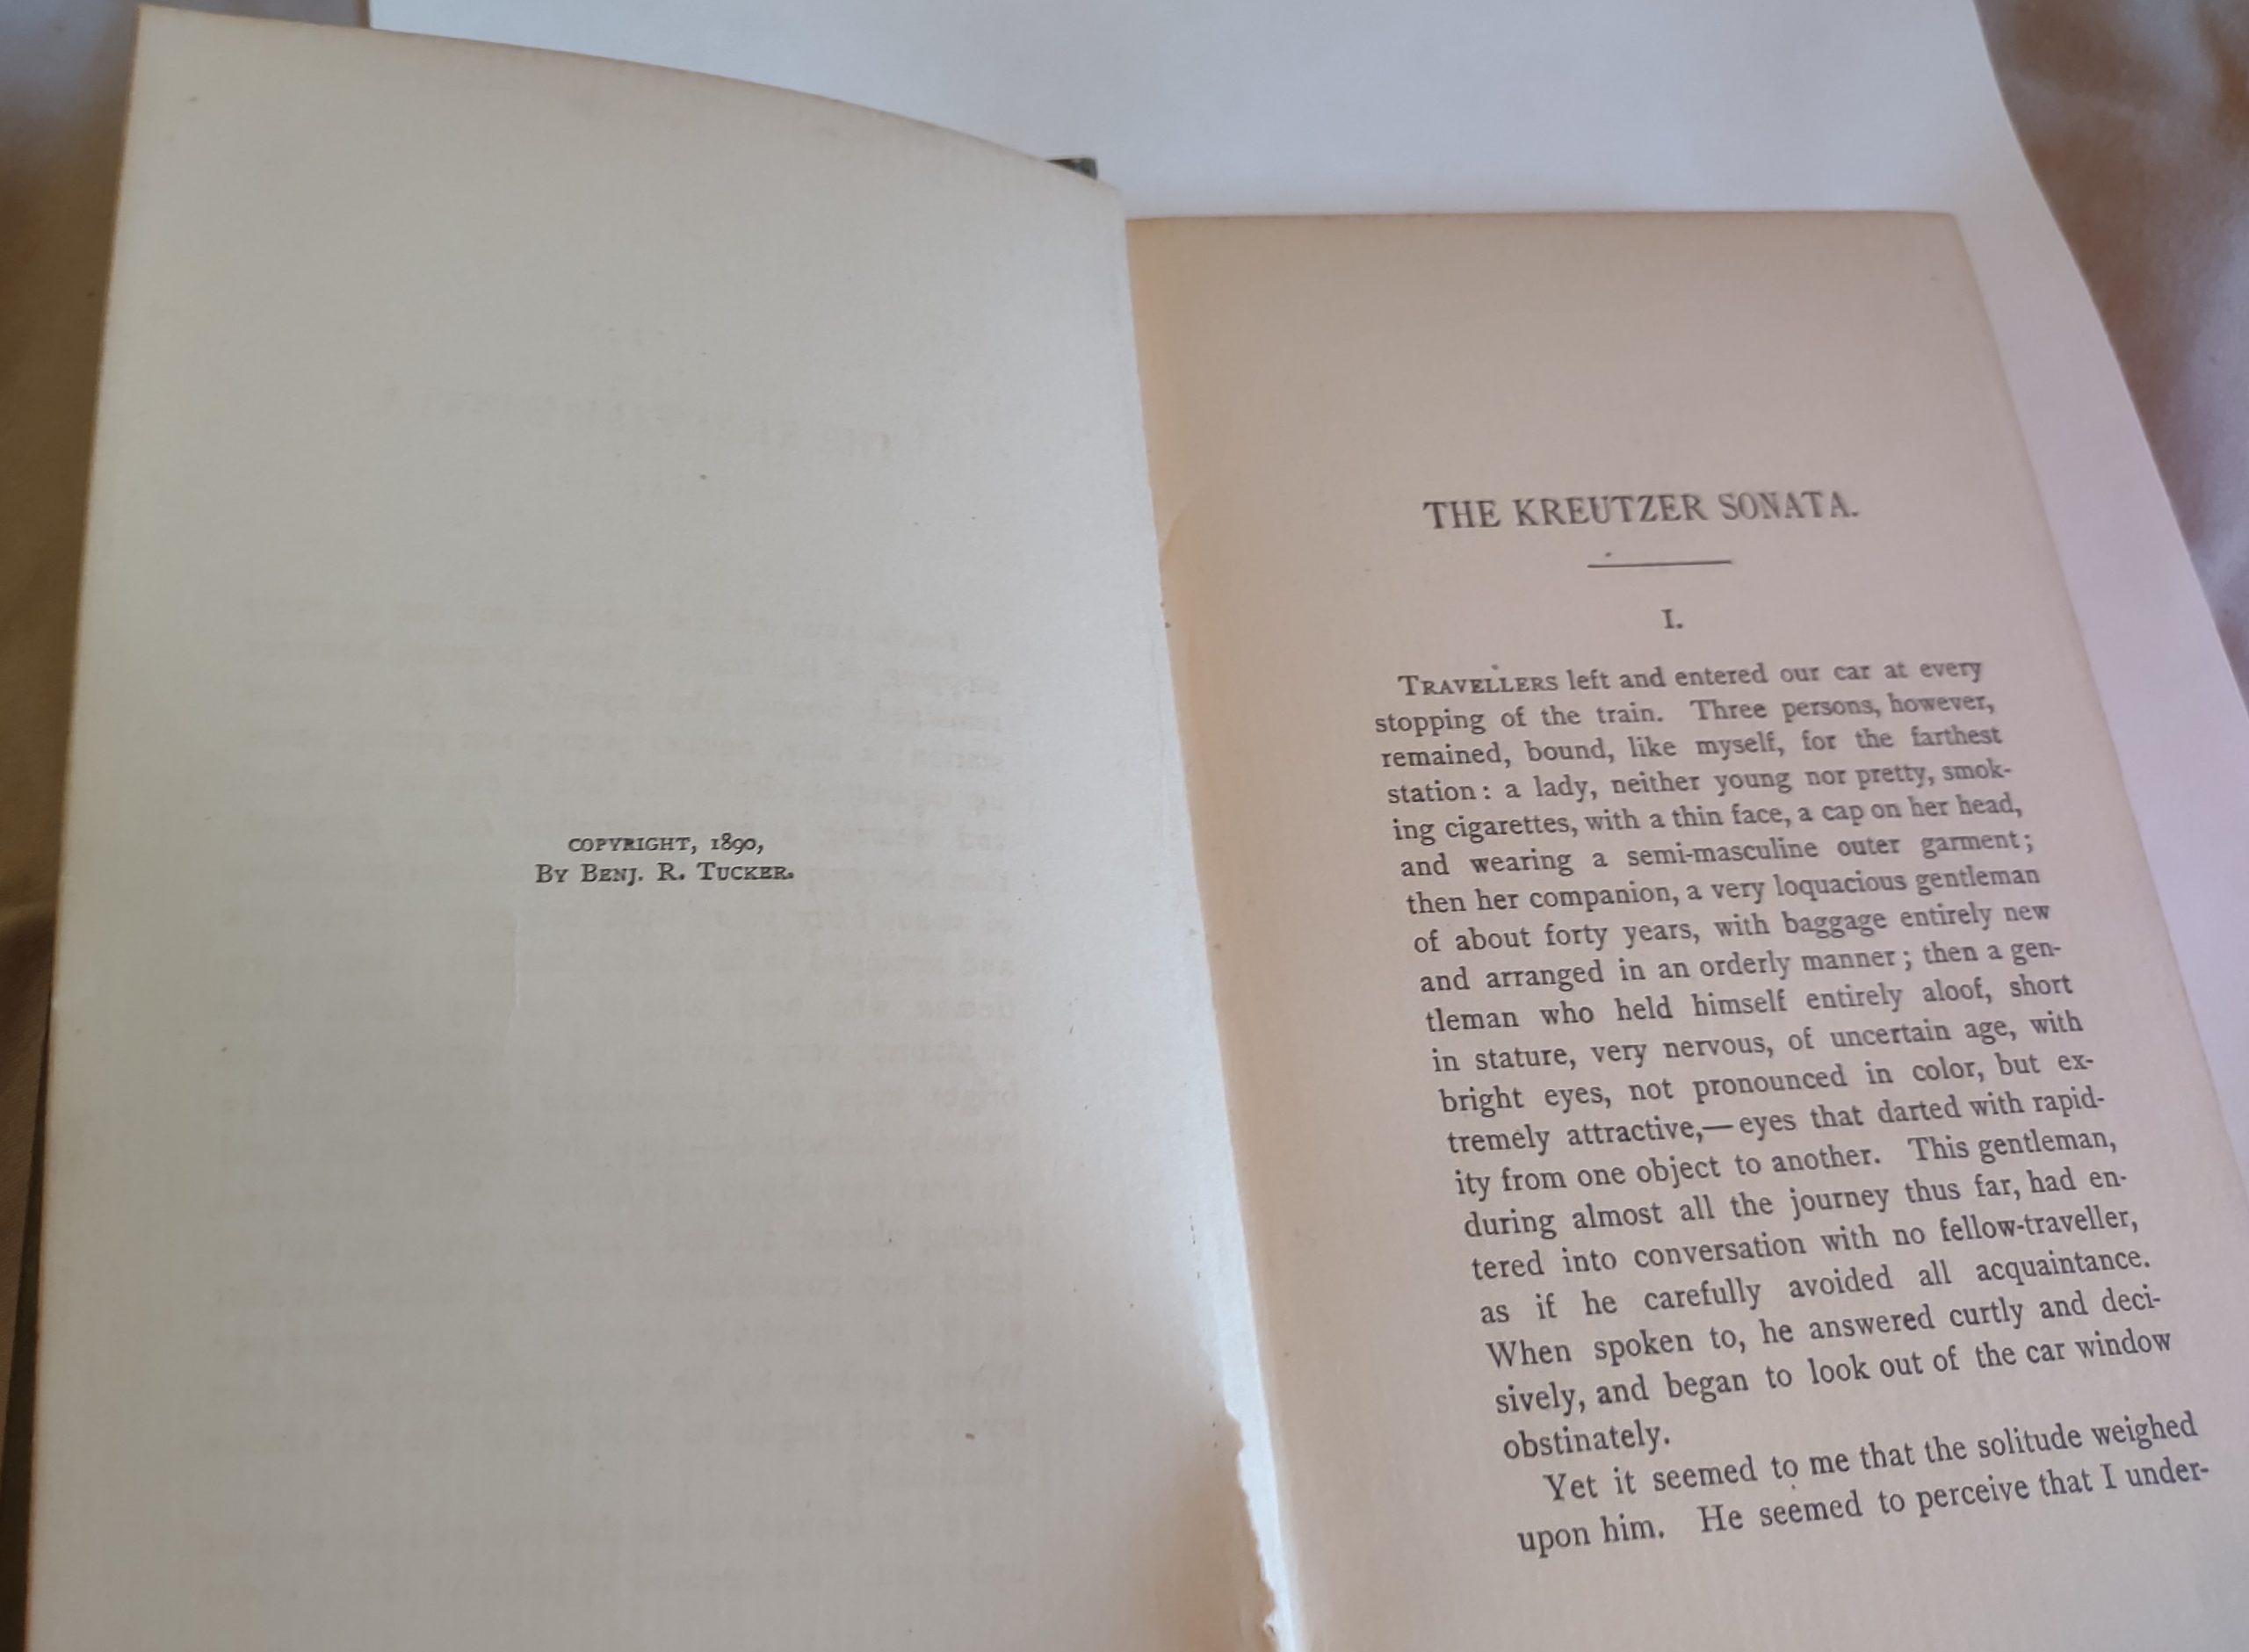 COPYRIGHT, 1890,
By Benj. R. Tucker.
THE KREUTZER SONATA.
I.
Travellers left and entered our car at every
stopping of the train. Three persons, however,
remained, bound, like myself, for the farthest
station: a lady, neither young nor pretty, smok-
ing cigarettes, with a thin face, a cap on her head,
and wearing a semi-masculine outer garment;
then her companion, a very loquacious gentleman
of about forty years, with baggage entirely new
and arranged in an orderly manner; then a gen-
tleman who held himself entirely aloof, short
in stature, very nervous, of uncertain age, with
bright eyes, not pronounced in color, but ex-
tremely attractive,—eyes that darted with rapid-
ity from one object to another. This gentleman,
during almost all the journey thus far, had en-
tered into conversation with no fellow-traveller,
as if he carefully avoided all acquaintance.
When spoken to, he answered curtly and deci-
sively, and began to look out of the car window
obstinately.
Yet it seemed to me that the solitude weighed
upon him. He seemed to perceive that I under-